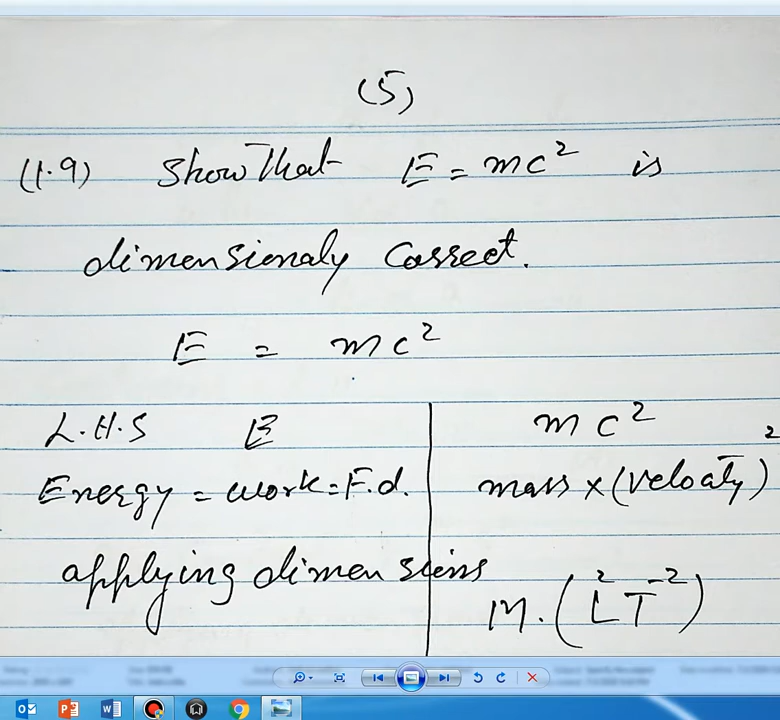 (5)
(1.9) Show That E = mc² is
dimensionaly Correct.
E = mc²
L.H.S E
mc²
Energy = work = F.d.
mass × (velocity)²
applying dimensions
M.(L²T⁻²)